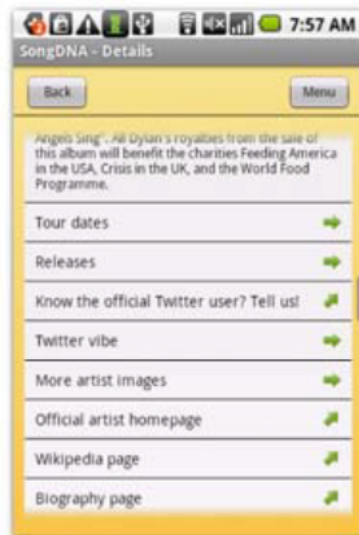 7:57 AM
SongDNA - Details
Back
Menu
Angels Sing". All Dylan's royalties from the sale of
this album will benefit the charities Feeding America
in the USA, Crisis in the UK, and the World Food
Programme.
Tour dates
Releases
Know the official Twitter user? Tell us!
Twitter vibe
More artist images
Official artist homepage
Wikipedia page
Biography page